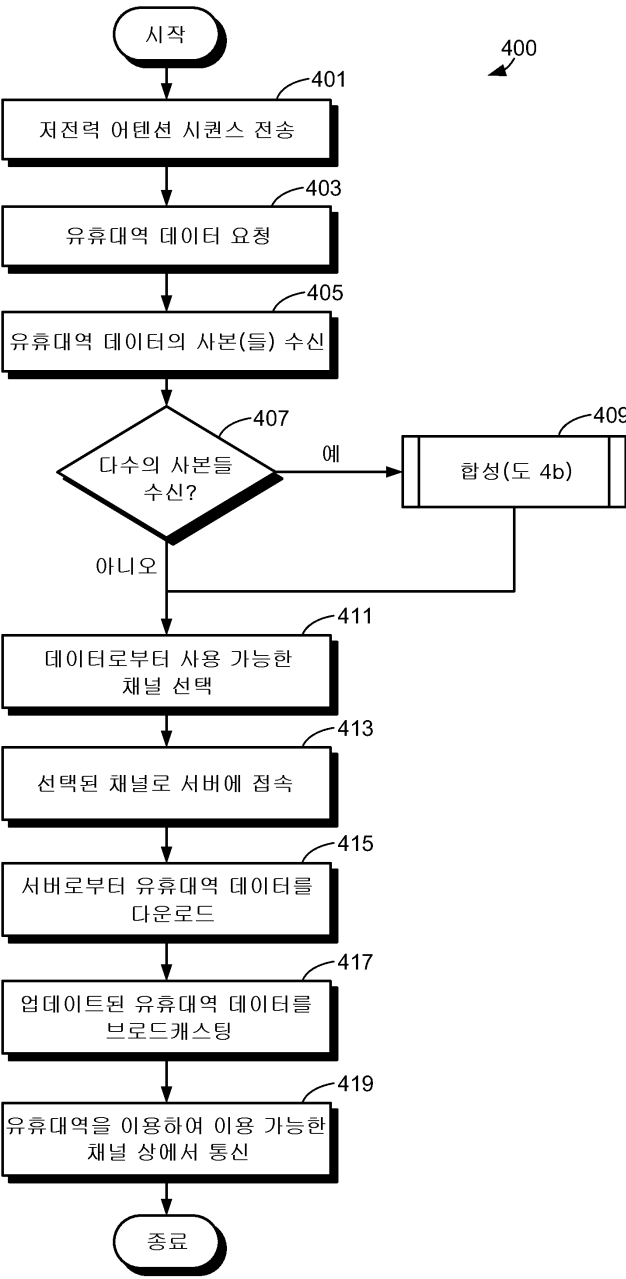 시작
400
401
저전력 어텐션 시퀀스 전송
403
유휴대역 데이터 요청
405
유휴대역 데이터의 사본(들) 수신
407
다수의 사본들
수신?
예
409
합성(도 4b)
아니오
411
데이터로부터 사용 가능한
채널 선택
413
선택된 채널로 서버에 접속
415
서버로부터 유휴대역 데이터를
다운로드
417
업데이트된 유휴대역 데이터를
브로드캐스팅
419
유휴대역을 이용하여 이용 가능한
채널 상에서 통신
종료